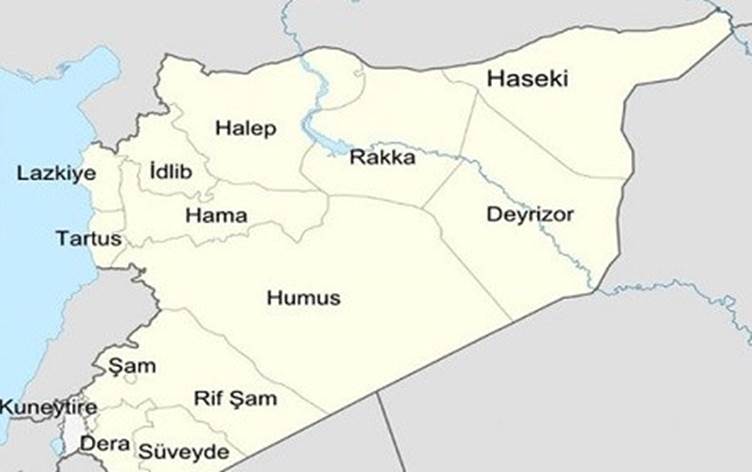 Haseki
Halep
Rakka
Lazkiye
İdlib
Hama
Deyrizor
Tartus
Humus
Şam
Rif Şam
Kuneytire
Dera
Süveyde